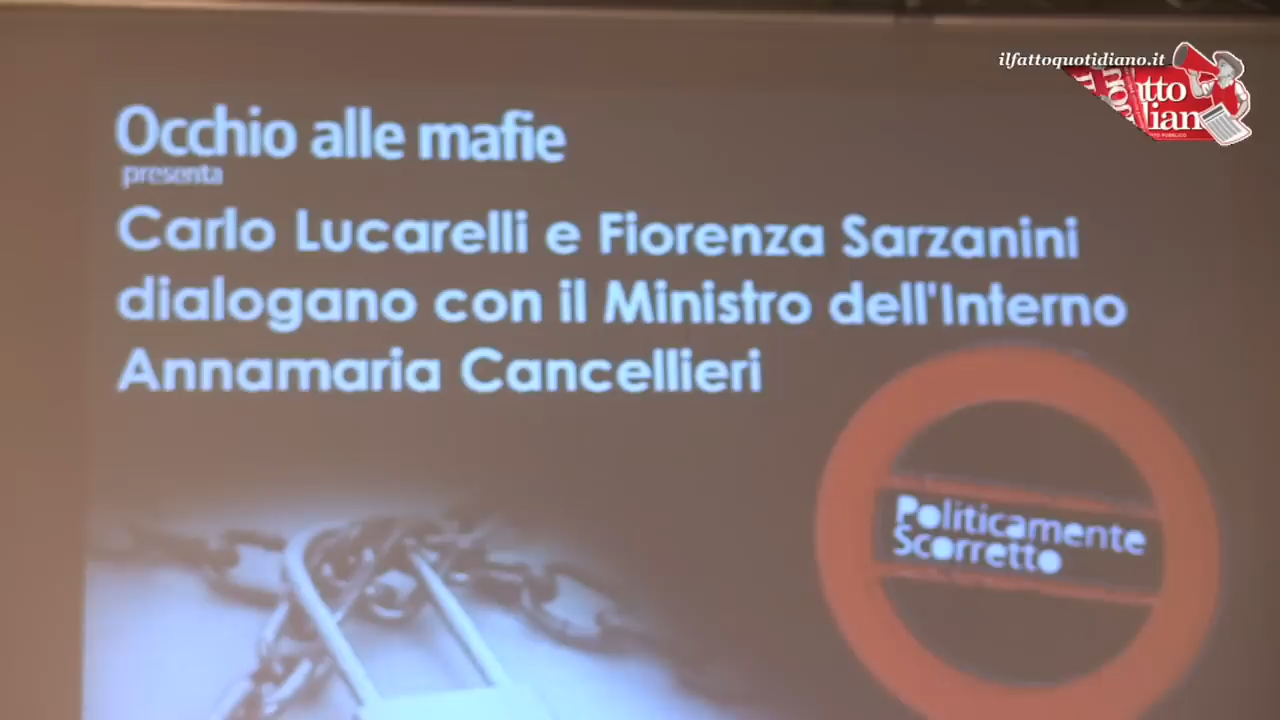 ilfattoquotidiano.it
Occhio alle mafie
presenta
Carlo Lucarelli e Fiorenza Sarzanini
dialogano con il Ministro dell'Interno
Annamaria Cancellieri
Politicamente
Scorretto